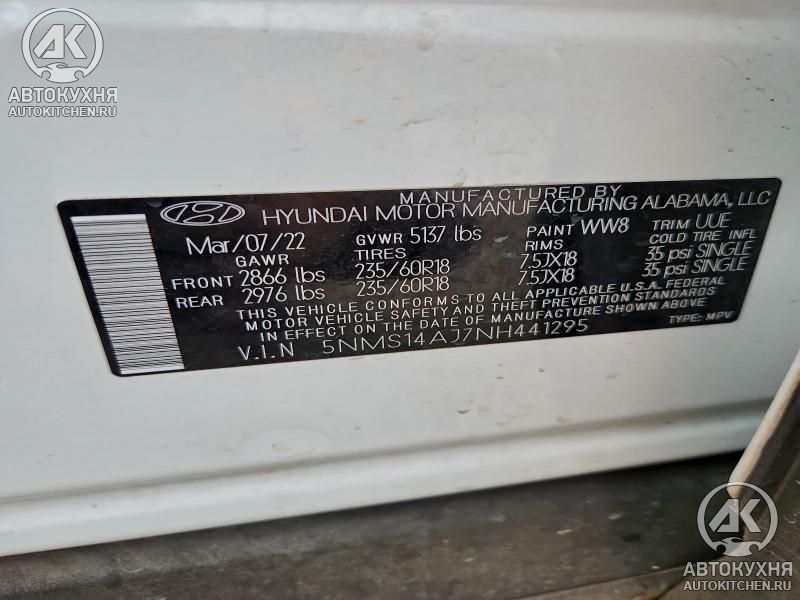 AK
АВТОКУХНЯ
AUTOKITCHEN.RU
MANUFACTURED BY
HYUNDAI MOTOR MANUFACTURING ALABAMA, LLC
Mar/07/22 GVWR 5137 lbs PAINT WW8 TRIM UUE
GAWR TIRES RIMS COLD TIRE INFL
FRONT 2866 lbs 235/60R18 7.5JX18 35 psi SINGLE
REAR 2976 lbs 235/60R18 7.5JX18 35 psi SINGLE
THIS VEHICLE CONFORMS TO ALL APPLICABLE U.S.A. FEDERAL
MOTOR VEHICLE SAFETY AND THEFT PREVENTION STANDARDS
IN EFFECT ON THE DATE OF MANUFACTURE SHOWN ABOVE
V.I.N 5NMS14AJ7NH441295 TYPE: MPV
AK
АВТОКУХНЯ
AUTOKITCHEN.RU